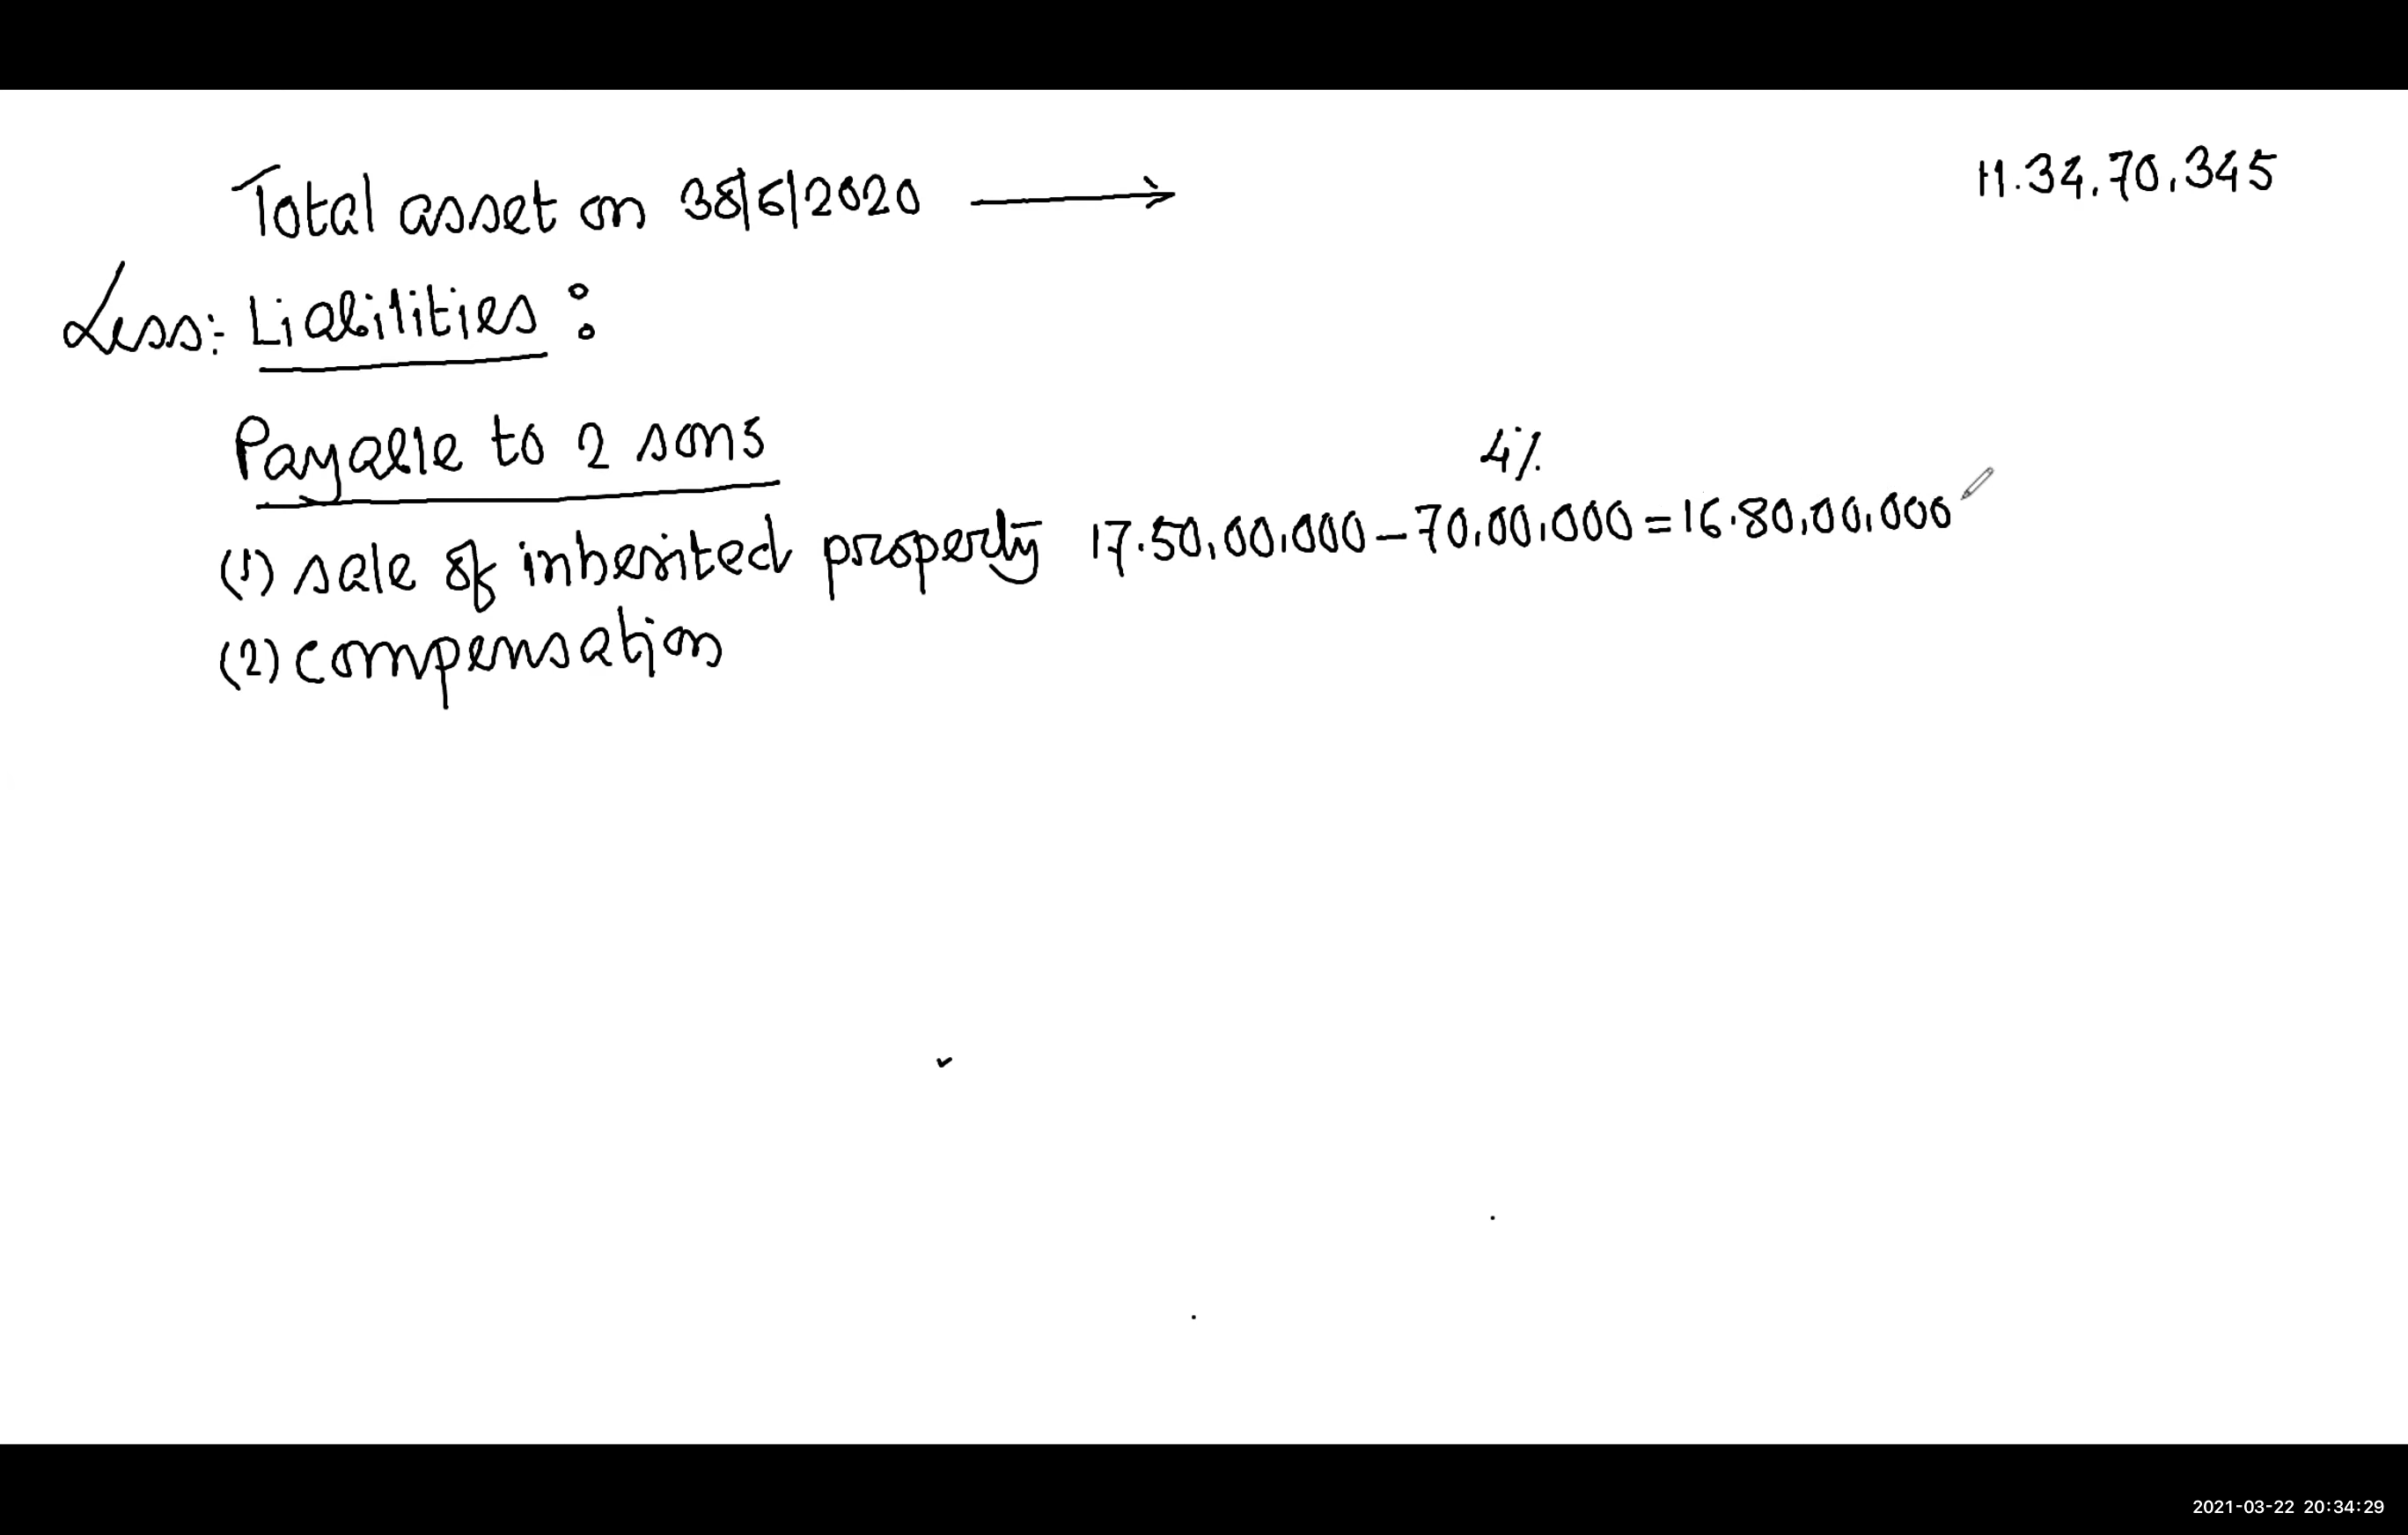 Total asset on 30/6/2020 ⟶ 11.34,70,345
Less: Liabilities :
Payable to 2 sons
4%
(1) sale of inherited property 17.50,00,000 – 70,00,000 = 16.80,00,000
(2) compensation
2021-03-22 20:34:29